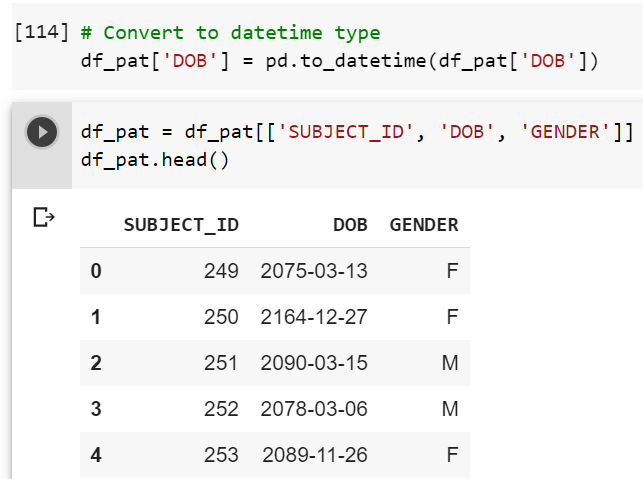 [114] # Convert to datetime type
df_pat['DOB'] = pd.to_datetime(df_pat['DOB'])
df_pat = df_pat[['SUBJECT_ID', 'DOB', 'GENDER']]
df_pat.head()
SUBJECT_ID DOB GENDER
0 249 2075-03-13 F
1 250 2164-12-27 F
2 251 2090-03-15 M
3 252 2078-03-06 M
4 253 2089-11-26 F